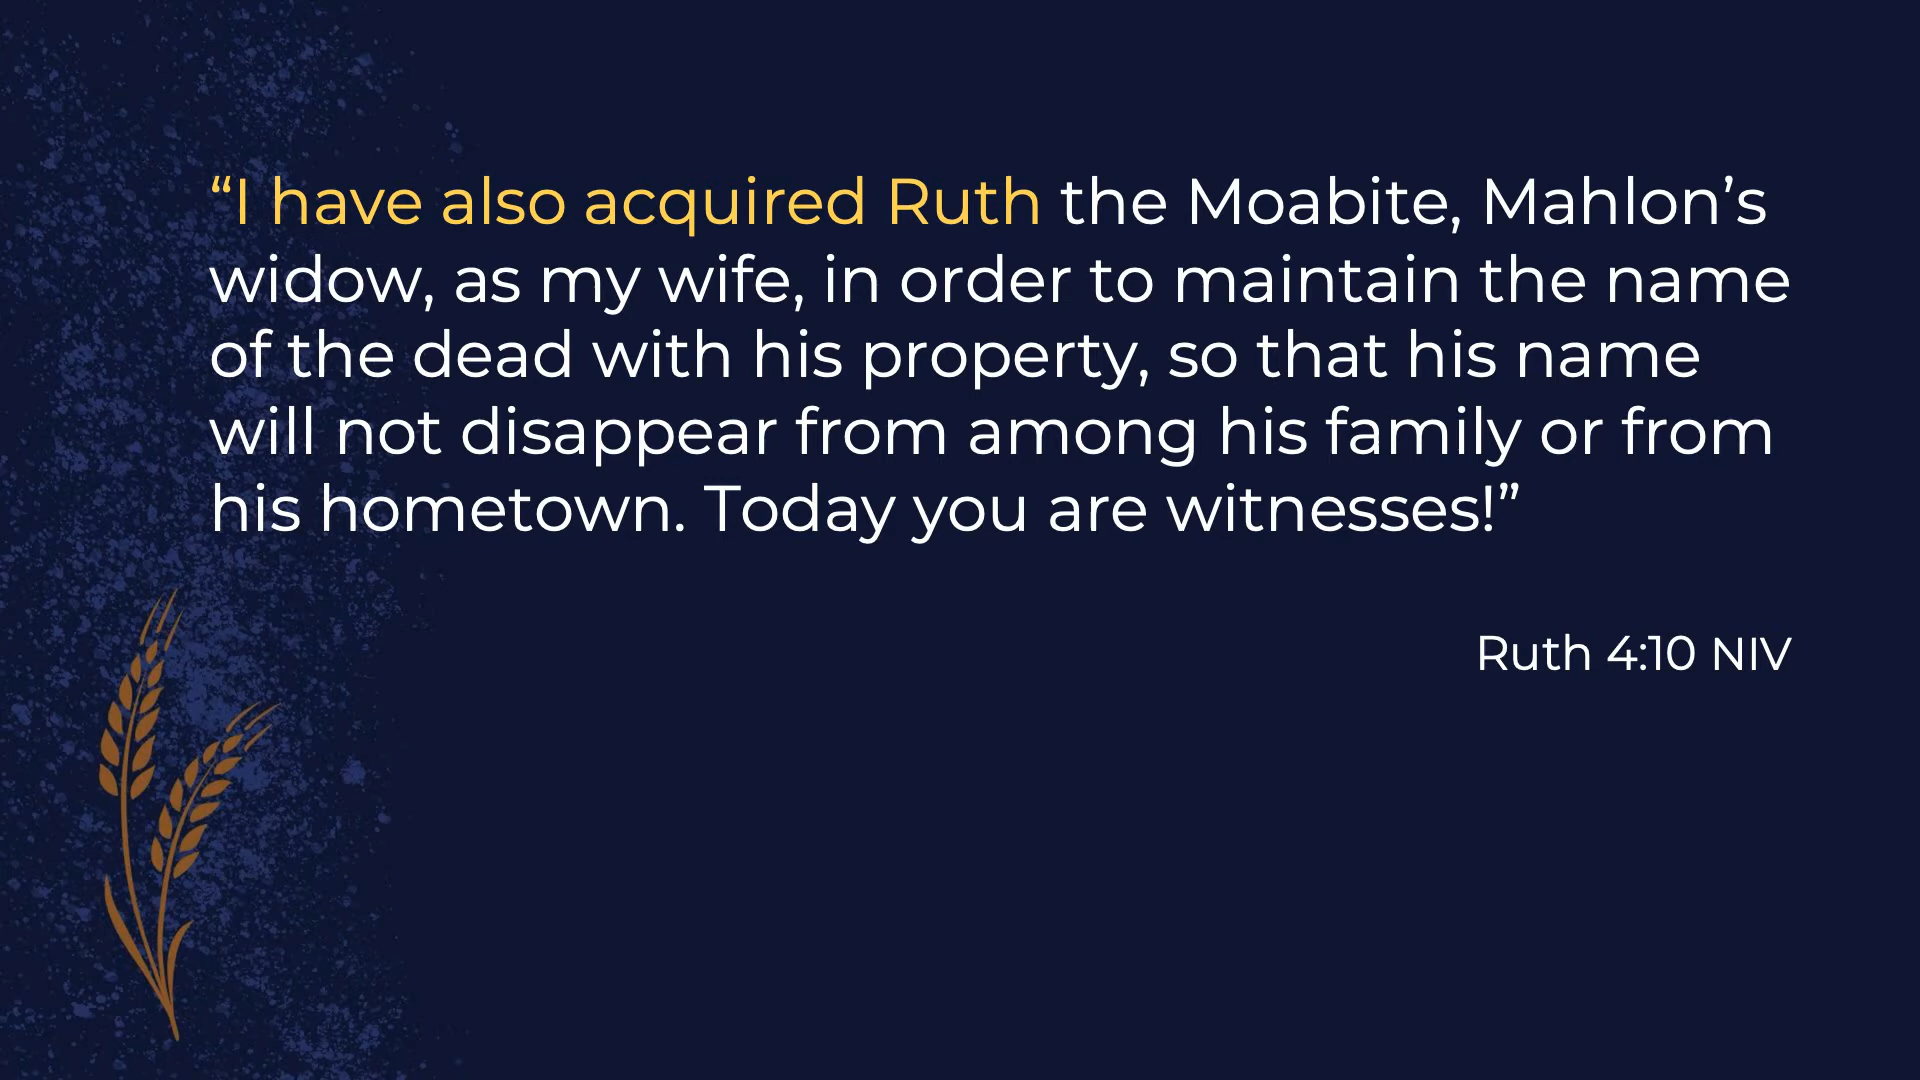 “I have also acquired Ruth the Moabite, Mahlon’s
widow, as my wife, in order to maintain the name
of the dead with his property, so that his name
will not disappear from among his family or from
his hometown. Today you are witnesses!”
Ruth 4:10 NIV